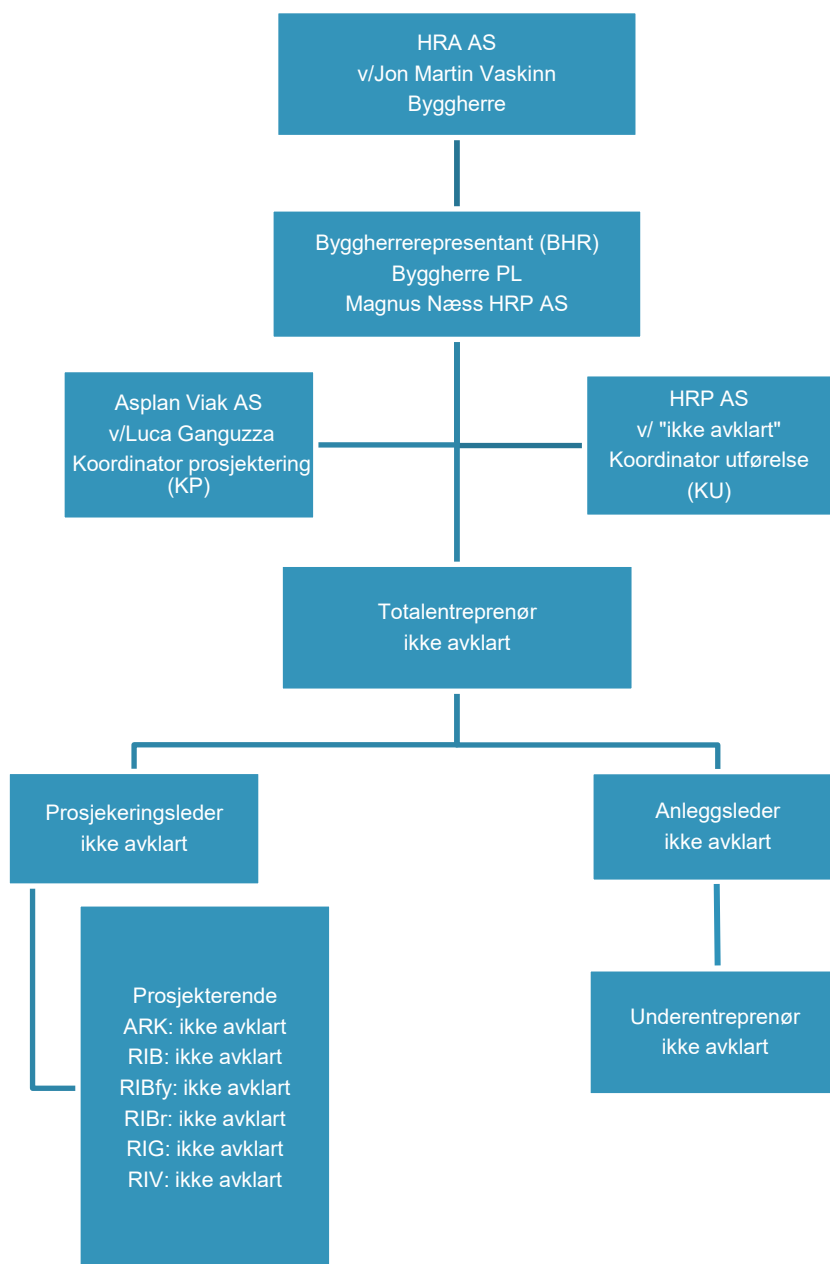 HRA AS
v/Jon Martin Vaskinn
Byggherre
Byggherrerepresentant (BHR)
Byggherre PL
Magnus Næss HRP AS
Asplan Viak AS
v/Luca Ganguzza
Koordinator prosjektering
(KP)
HRP AS
v/ "ikke avklart"
Koordinator utførelse
(KU)
Totalentreprenør
ikke avklart
Prosjekeringsleder
ikke avklart
Anleggsleder
ikke avklart
Prosjekterende
ARK: ikke avklart
RIB: ikke avklart
RIBfy: ikke avklart
RIBr: ikke avklart
RIG: ikke avklart
RIV: ikke avklart
Underentreprenør
ikke avklart